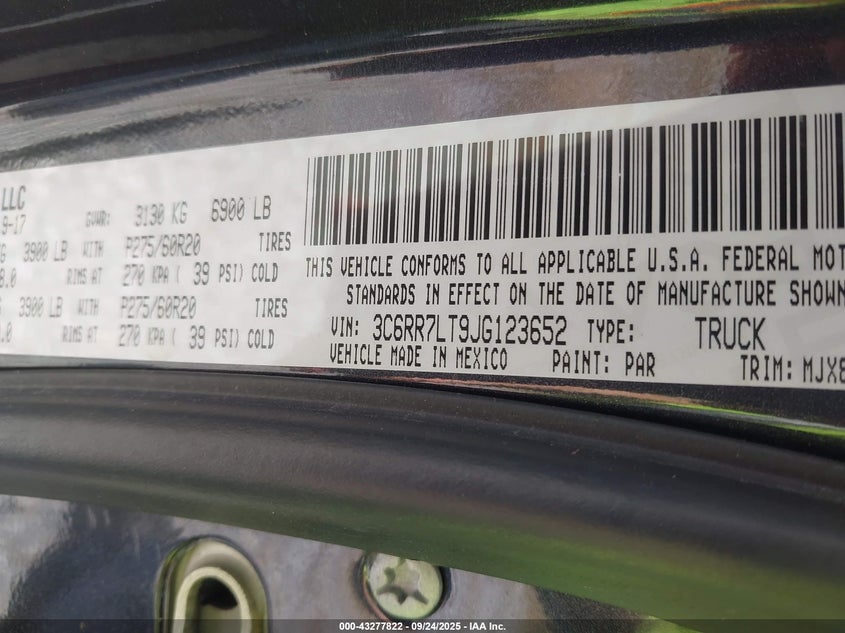 LLC
9-17 GVWR: 3130 KG 6900 LB
3900 LB WITH P275/60R20 TIRES
8.0 RIMS AT 270 KPA ( 39 PSI) COLD
3900 LB WITH P275/60R20 TIRES
.0 RIMS AT 270 KPA ( 39 PSI) COLD
THIS VEHICLE CONFORMS TO ALL APPLICABLE U.S.A. FEDERAL MOT
STANDARDS IN EFFECT ON THE DATE OF MANUFACTURE SHOWN
VIN: 3C6RR7LT9JG123652 TYPE: TRUCK
VEHICLE MADE IN MEXICO PAINT: PAR TRIM: MJX8
000-43277822 | 09/24/2025 | © IAA Inc.